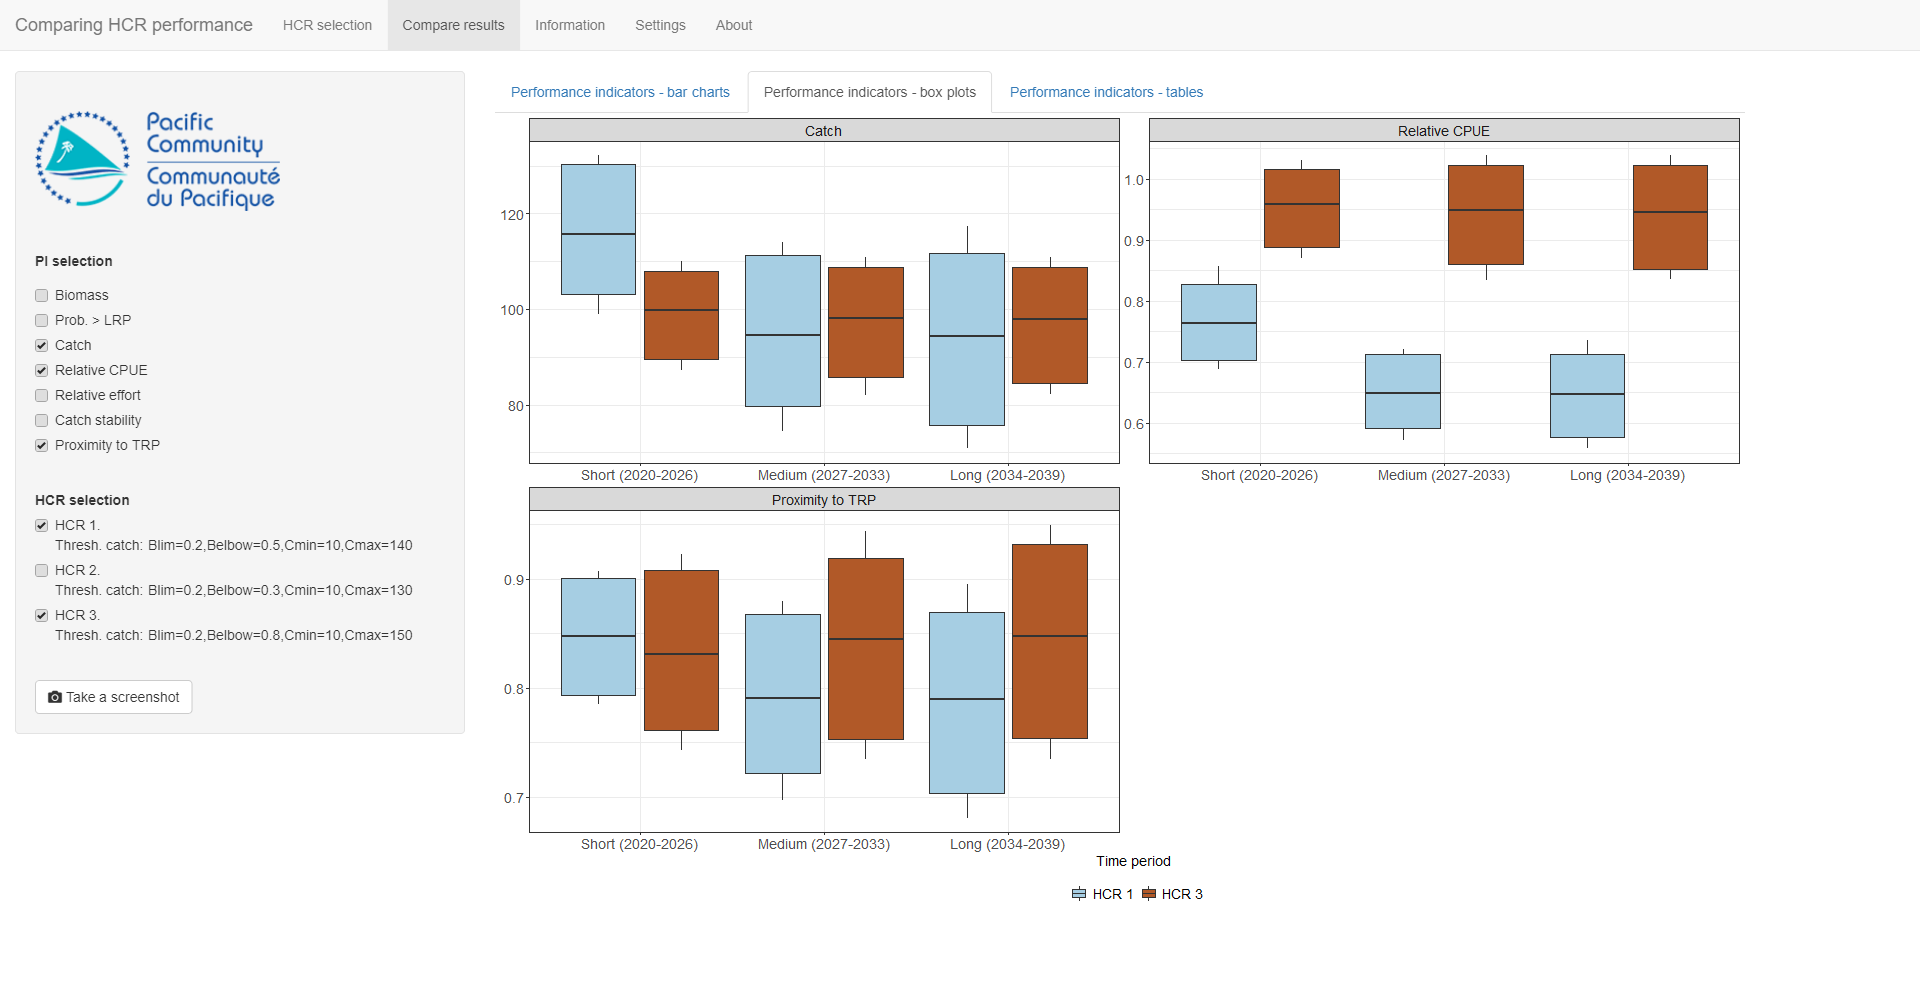 Comparing HCR performance
HCR selection
Compare results
Information
Settings
About
Pacific
Community
Communauté
du Pacifique
PI selection
Biomass
Prob. > LRP
Catch
Relative CPUE
Relative effort
Catch stability
Proximity to TRP
HCR selection
HCR 1.
Thresh. catch: Blim=0.2,Belbow=0.5,Cmin=10,Cmax=140
HCR 2.
Thresh. catch: Blim=0.2,Belbow=0.3,Cmin=10,Cmax=130
HCR 3.
Thresh. catch: Blim=0.2,Belbow=0.8,Cmin=10,Cmax=150
Take a screenshot
Performance indicators - bar charts
Performance indicators - box plots
Performance indicators - tables
Catch
120
100
80
Short (2020-2026)
Medium (2027-2033)
Long (2034-2039)
Relative CPUE
1.0
0.9
0.8
0.7
0.6
Short (2020-2026)
Medium (2027-2033)
Long (2034-2039)
Proximity to TRP
0.9
0.8
0.7
Short (2020-2026)
Medium (2027-2033)
Long (2034-2039)
Time period
HCR 1
HCR 3